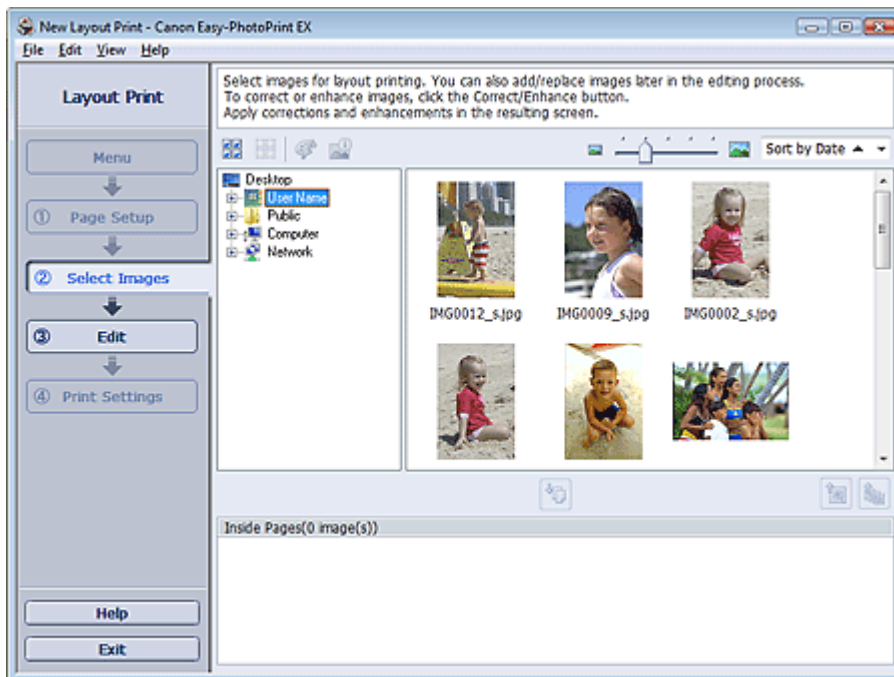 New Layout Print - Canon Easy-PhotoPrint EX
File Edit View Help
Layout Print
Menu
① Page Setup
② Select Images
③ Edit
④ Print Settings
Help
Exit
Select images for layout printing. You can also add/replace images later in the editing process.
To correct or enhance images, click the Correct/Enhance button.
Apply corrections and enhancements in the resulting screen.
Sort by Date
Desktop
User Name
Public
Computer
Network
IMG0012_s.jpg IMG0009_s.jpg IMG0002_s.jpg
Inside Pages(0 image(s))